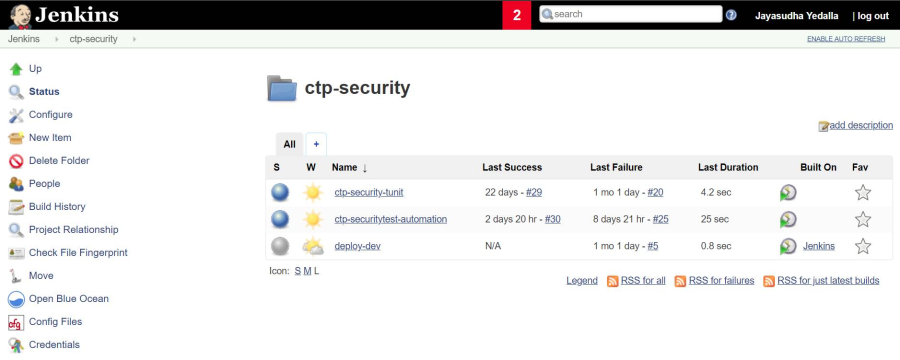 Jenkins
2
search
?
Jayasudha Yedalla
| log out
Jenkins
ctp-security
ENABLE AUTO REFRESH
Up
Status
Configure
New Item
Delete Folder
People
Build History
Project Relationship
Check File Fingerprint
Move
Open Blue Ocean
cfg Config Files
Credentials
ctp-security
add description
All +
S W Name ↓ Last Success Last Failure Last Duration Built On Fav
ctp-security-tunit 22 days - #29 1 mo 1 day - #20 4.2 sec
ctp-securitytest-automation 2 days 20 hr - #30 8 days 21 hr - #25 25 sec
deploy-dev N/A 1 mo 1 day - #5 0.8 sec Jenkins
Icon: S M L
Legend RSS for all RSS for failures RSS for just latest builds